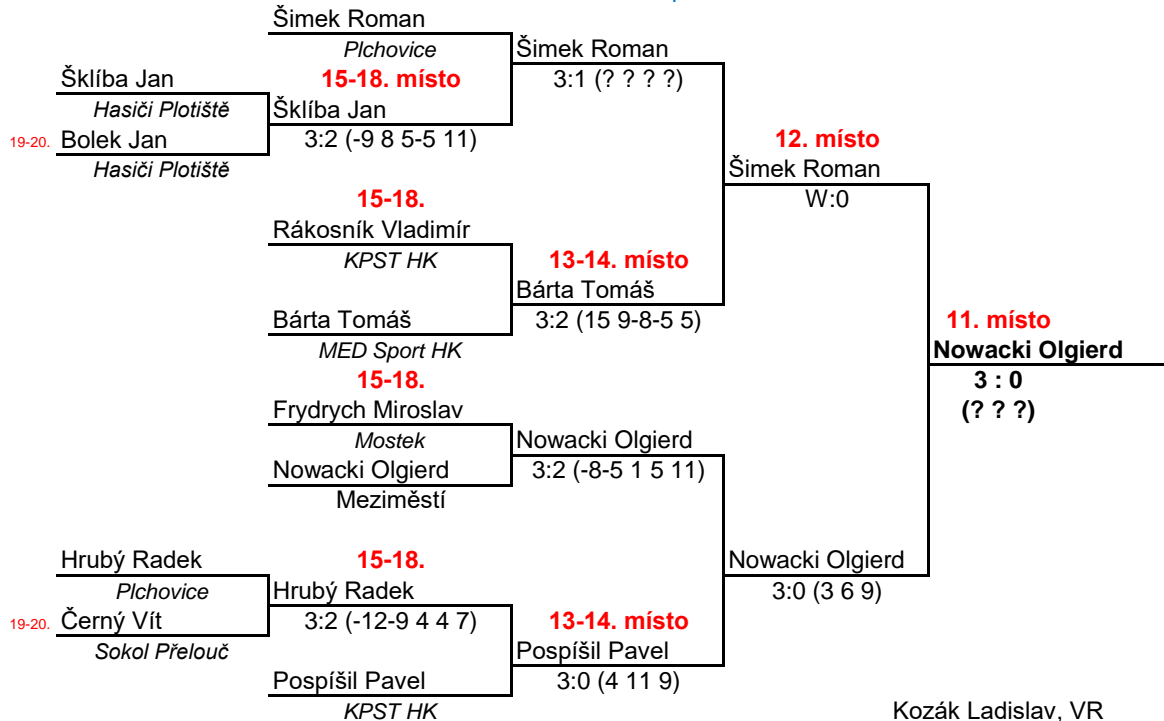 Šimek Roman
Plchovice
Šimek Roman
Šklíba Jan
15-18. místo
3:1 (? ? ? ?)
Hasiči Plotiště
Šklíba Jan
19-20. Bolek Jan
3:2 (-9 8 5-5 11)
12. místo
Hasiči Plotiště
Šimek Roman
15-18.
W:0
Rákosník Vladimír
KPST HK
13-14. místo
Bárta Tomáš
Bárta Tomáš
3:2 (15 9-8-5 5)
11. místo
MED Sport HK
Nowacki Olgierd
15-18.
3 : 0
Frydrych Miroslav
(? ? ?)
Mostek
Nowacki Olgierd
Nowacki Olgierd
3:2 (-8-5 1 5 11)
Meziměstí
Hrubý Radek
15-18.
Nowacki Olgierd
Plchovice
Hrubý Radek
3:0 (3 6 9)
19-20. Černý Vít
3:2 (-12-9 4 4 7)
13-14. místo
Sokol Přelouč
Pospíšil Pavel
Pospíšil Pavel
3:0 (4 11 9)
KPST HK
Kozák Ladislav, VR